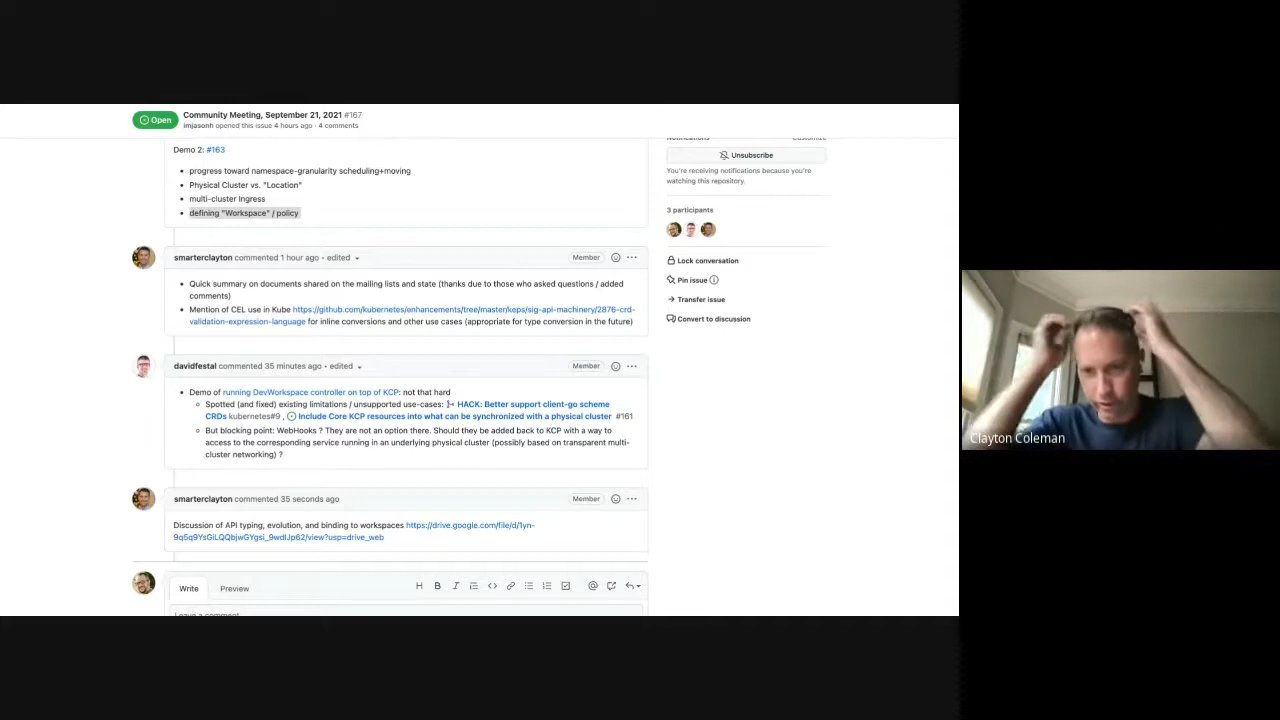 Open
Community Meeting, September 21, 2021 #167
imjasonh opened this issue 4 hours ago · 4 comments
Demo 2: #163
progress toward namespace-granularity scheduling+moving
Physical Cluster vs. "Location"
multi-cluster Ingress
defining "Workspace" / policy
smarterclayton commented 1 hour ago • edited
Member
Quick summary on documents shared on the mailing lists and state (thanks due to those who asked questions / added
comments)
Mention of CEL use in Kube https://github.com/kubernetes/enhancements/tree/master/keps/sig-api-machinery/2876-crd-
validation-expression-language for inline conversions and other use cases (appropriate for type conversion in the future)
davidfestal commented 35 minutes ago • edited
Member
Demo of running DevWorkspace controller on top of KCP: not that hard
Spotted (and fixed) existing limitations / unsupported use-cases: HACK: Better support client-go scheme
CRDs kubernetes#9 , Include Core KCP resources into what can be synchronized with a physical cluster #161
But blocking point: WebHooks ? They are not an option there. Should they be added back to KCP with a way to
access to the corresponding service running in an underlying physical cluster (possibly based on transparent multi-
cluster networking) ?
smarterclayton commented 35 seconds ago
Member
Discussion of API typing, evolution, and binding to workspaces https://drive.google.com/file/d/1yn-
9q5q9YsGiLQQbjwGYgsi_9wdIJp62/view?usp=drive_web
Write
Preview
Leave a comment
Notifications
Customize
Unsubscribe
You're receiving notifications because you're
watching this repository.
3 participants
Lock conversation
Pin issue
Transfer issue
Convert to discussion
Clayton Coleman